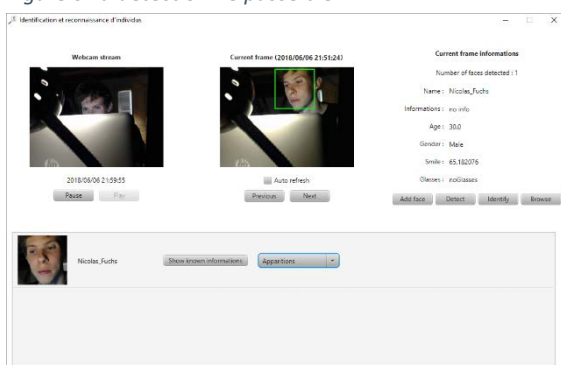 Identification et reconnaissance d'individus
Webcam stream
2018/06/06 21:59:55
Pause
Play
Current frame (2018/06/06 21:51:24)
Auto refresh
Previous
Next
Current frame informations
Number of faces detected : 1
Name : Nicolas_Fuchs
Informations : no info
Age : 30.0
Gender : Male
Smile : 65.182076
Glasses : noGlasses
Add face
Detect
Identify
Browse
Nicolas_Fuchs
Show known informations
Apparitions